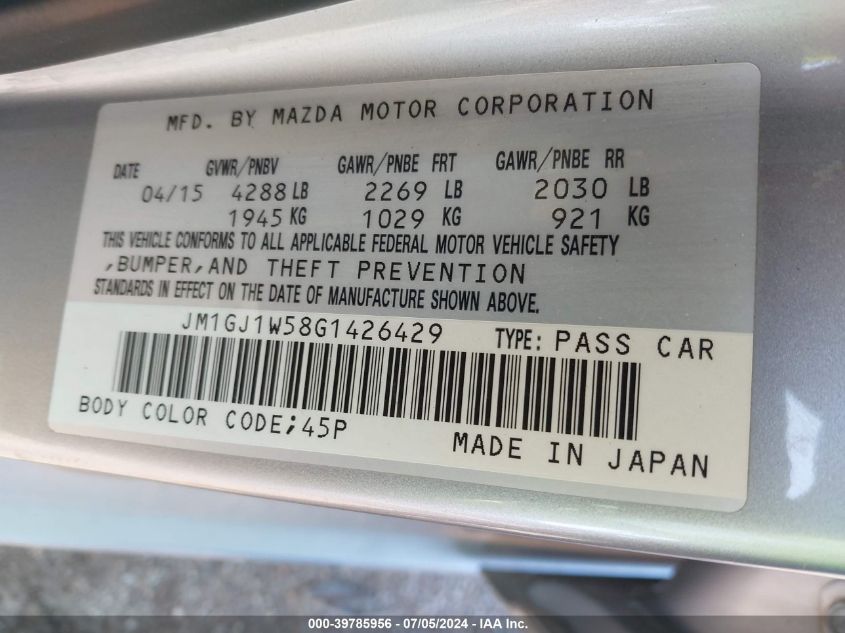 MFD. BY MAZDA MOTOR CORPORATION
DATE GVWR/PNBV GAWR/PNBE FRT GAWR/PNBE RR
04/15 4288 LB 2269 LB 2030 LB
1945 KG 1029 KG 921 KG
THIS VEHICLE CONFORMS TO ALL APPLICABLE FEDERAL MOTOR VEHICLE SAFETY
,BUMPER,AND THEFT PREVENTION
STANDARDS IN EFFECT ON THE DATE OF MANUFACTURE SHOWN ABOVE.
JM1GJ1W58G1426429 TYPE: PASS CAR
BODY COLOR CODE;45P
MADE IN JAPAN
000-39785956 - 07/05/2024 - IAA Inc.